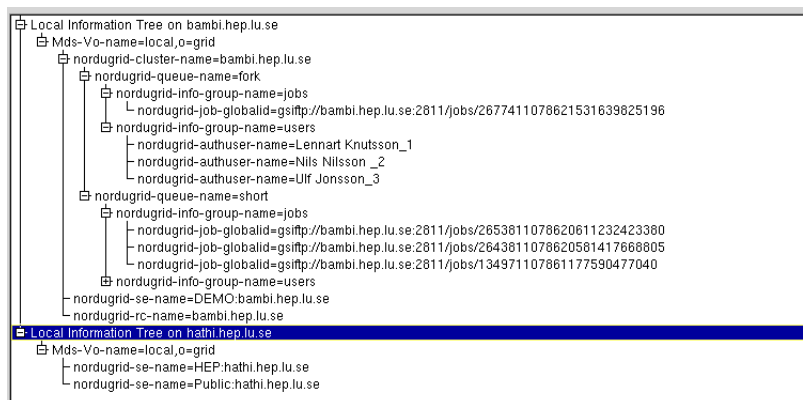 Local Information Tree on bambi.hep.lu.se
Mds-Vo-name=local,o=grid
nordugrid-cluster-name=bambi.hep.lu.se
nordugrid-queue-name=fork
nordugrid-info-group-name=jobs
nordugrid-job-globalid=gsiftp://bambi.hep.lu.se:2811/jobs/2677411078621531639825196
nordugrid-info-group-name=users
nordugrid-authuser-name=Lennart Knutsson_1
nordugrid-authuser-name=Nils Nilsson _2
nordugrid-authuser-name=Ulf Jonsson_3
nordugrid-queue-name=short
nordugrid-info-group-name=jobs
nordugrid-job-globalid=gsiftp://bambi.hep.lu.se:2811/jobs/2653811078620611232423380
nordugrid-job-globalid=gsiftp://bambi.hep.lu.se:2811/jobs/2643811078620581417668805
nordugrid-job-globalid=gsiftp://bambi.hep.lu.se:2811/jobs/134971107861177590477040
nordugrid-info-group-name=users
nordugrid-se-name=DEMO:bambi.hep.lu.se
nordugrid-rc-name=bambi.hep.lu.se
Local Information Tree on hathi.hep.lu.se
Mds-Vo-name=local,o=grid
nordugrid-se-name=HEP:hathi.hep.lu.se
nordugrid-se-name=Public:hathi.hep.lu.se